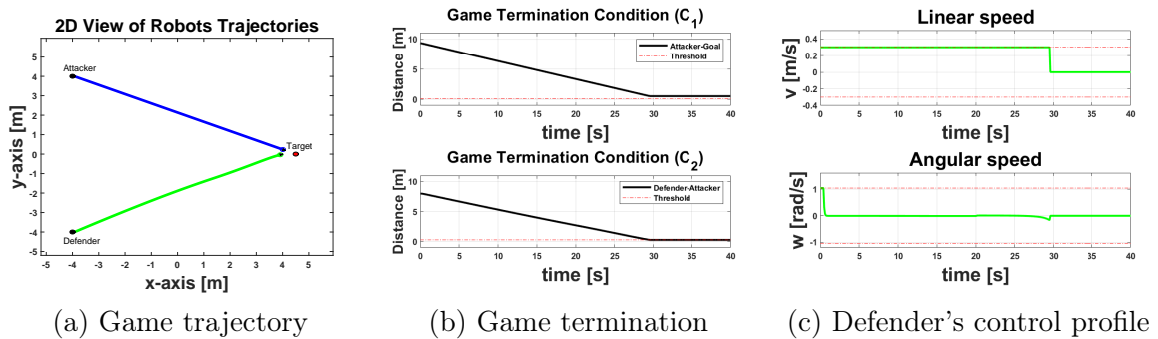 2D View of Robots Trajectories
y-axis [m]
4
3
2
1
0
-1
-2
-3
-4
-5
Attacker
Target
Defender
-5 -4 -3 -2 -1 0 1 2 3 4 5
x-axis [m]
(a) Game trajectory
Game Termination Condition (C1)
Distance [m]
10
5
0
Attacker-Goal
Threshold
0 5 10 15 20 25 30 35 40
time [s]
Game Termination Condition (C2)
Distance [m]
10
5
0
Defender-Attacker
Threshold
0 5 10 15 20 25 30 35 40
time [s]
(b) Game termination
Linear speed
v [m/s]
0.4
0.2
0
-0.2
-0.4
0 5 10 15 20 25 30 35 40
time [s]
Angular speed
w [rad/s]
1
0
-1
0 5 10 15 20 25 30 35 40
time [s]
(c) Defender's control profile